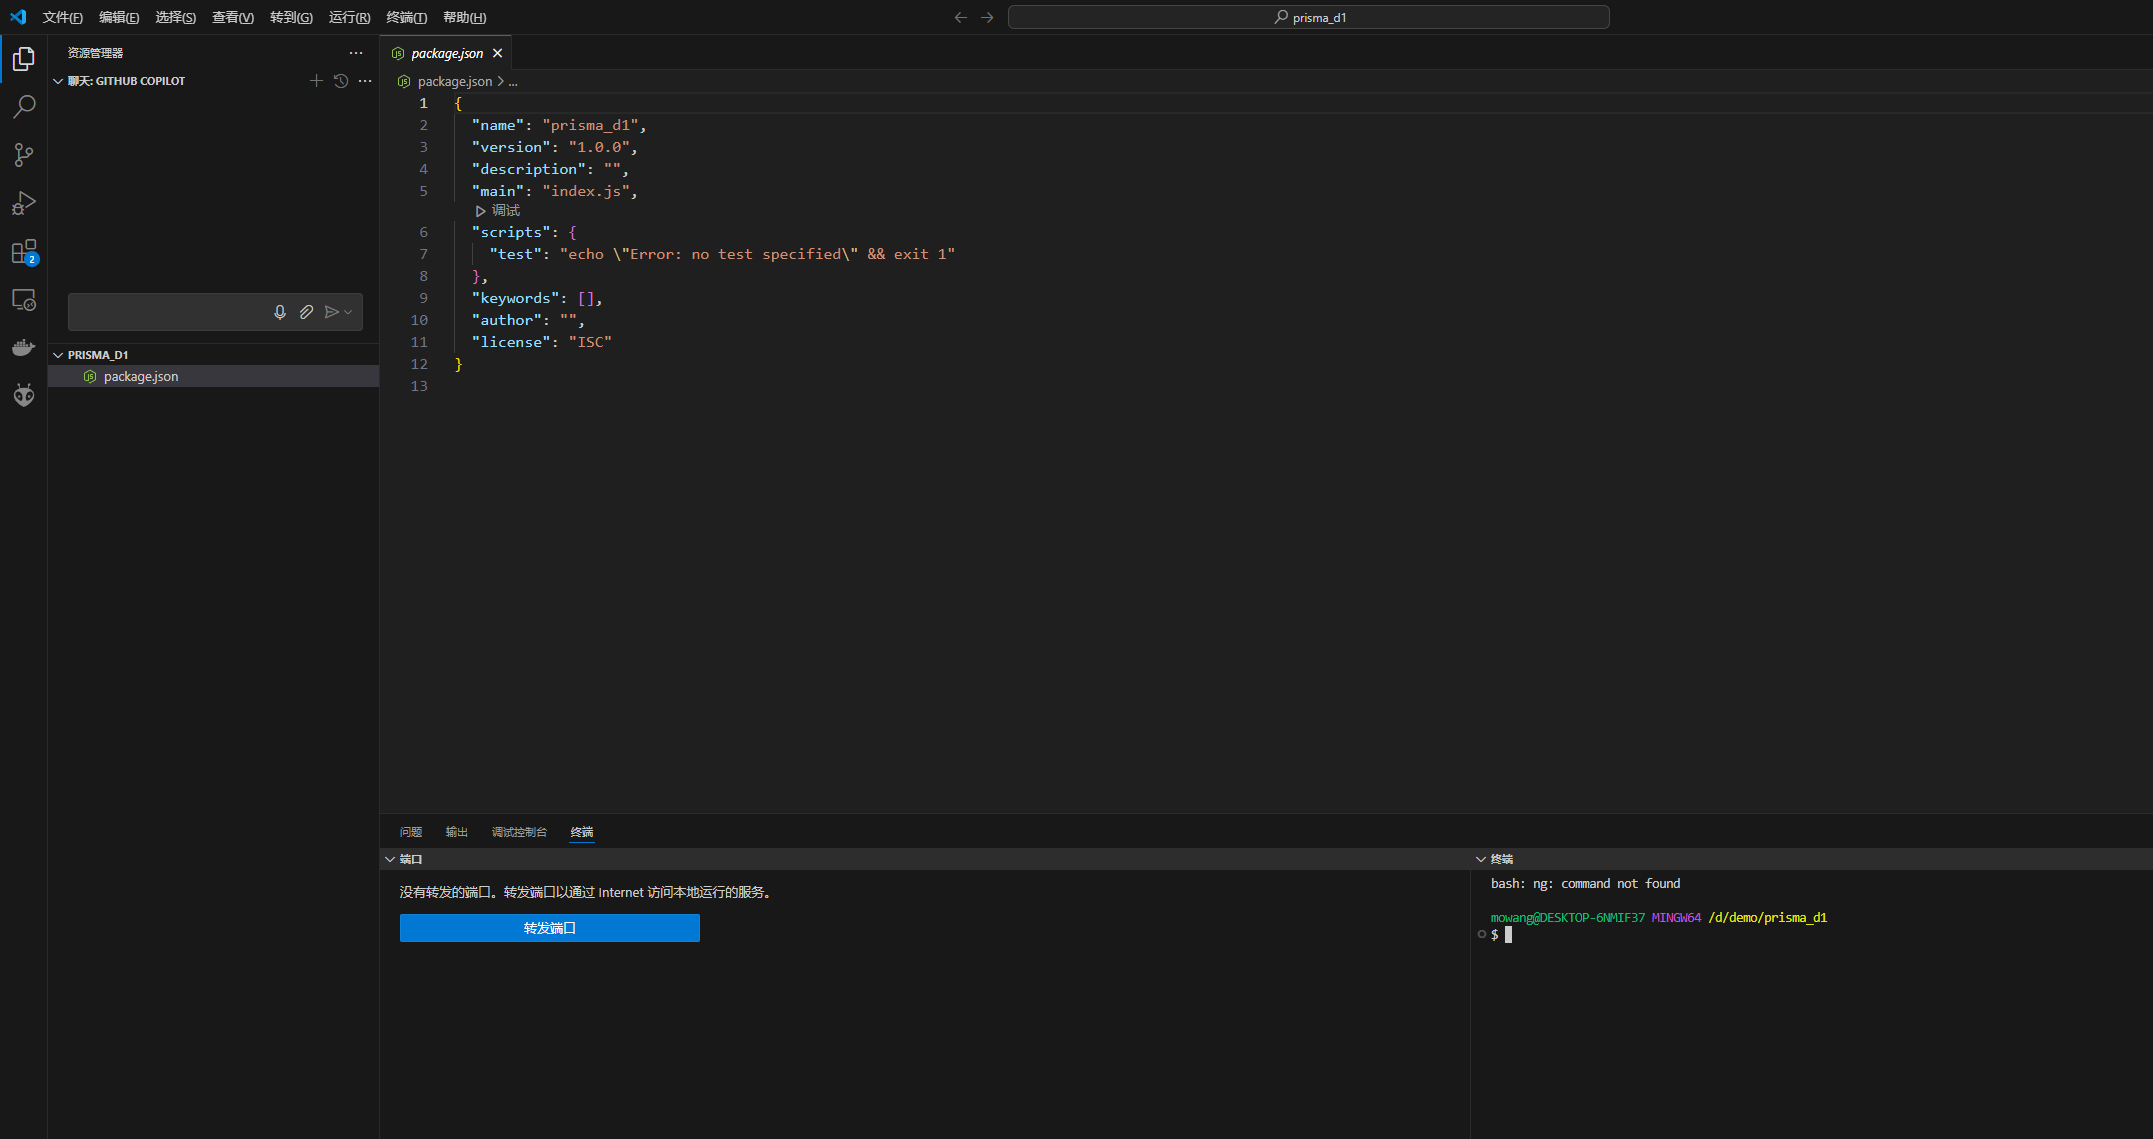 文件(F) 编辑(E) 选择(S) 查看(V) 转到(G) 运行(R) 终端(T) 帮助(H)
prisma_d1
资源管理器
聊天: GITHUB COPILOT
2
PRISMA_D1
package.json
package.json
package.json > ...
1 {
2 "name": "prisma_d1",
3 "version": "1.0.0",
4 "description": "",
5 "main": "index.js",
调试
6 "scripts": {
7 "test": "echo \"Error: no test specified\" && exit 1"
8 },
9 "keywords": [],
10 "author": "",
11 "license": "ISC"
12 }
13
问题 输出 调试控制台 终端
端口
没有转发的端口。转发端口以通过 Internet 访问本地运行的服务。
转发端口
终端
bash: ng: command not found
mowang@DESKTOP-6NMIF37 MINGW64 /d/demo/prisma_d1
$